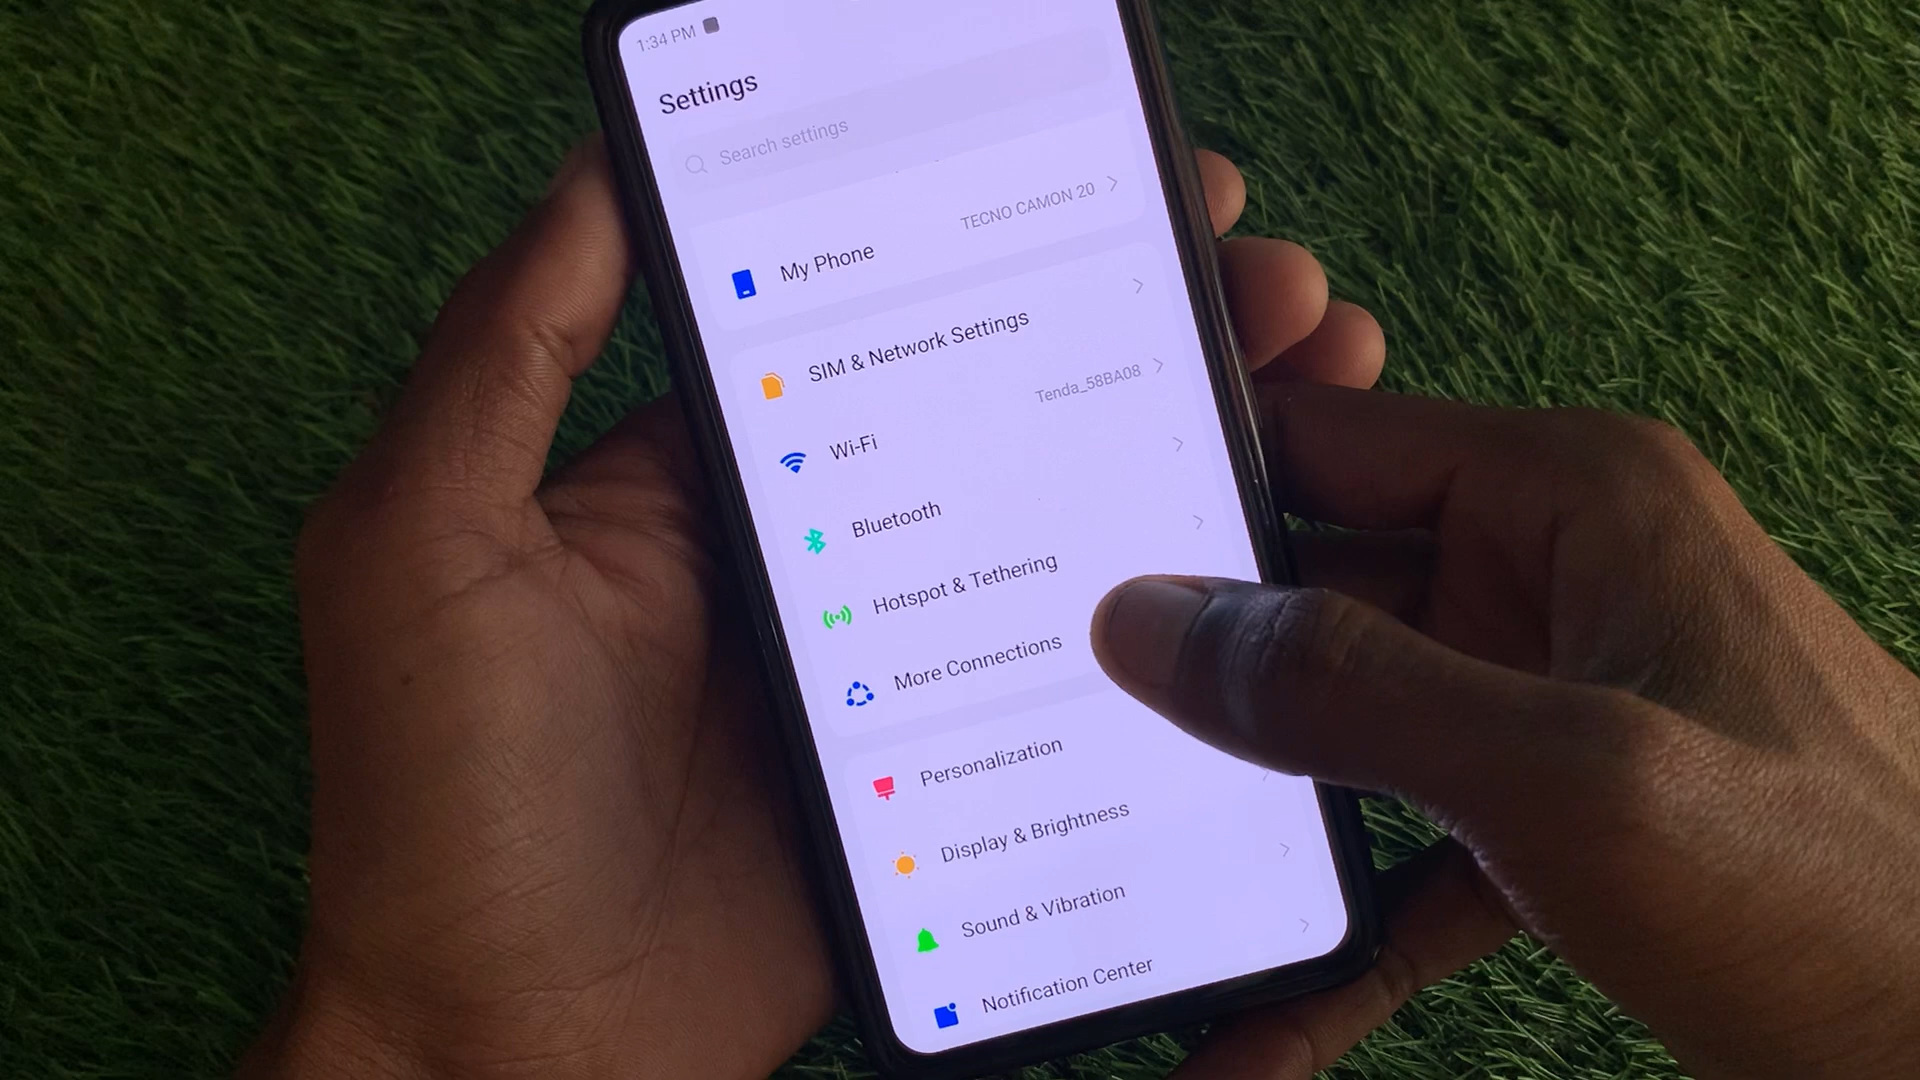 1:34 PM
Settings
Search settings
My Phone TECNO CAMON 20
SIM & Network Settings
Wi-Fi Tenda_58BA08
Bluetooth
Hotspot & Tethering
More Connections
Personalization
Display & Brightness
Sound & Vibration
Notification Center